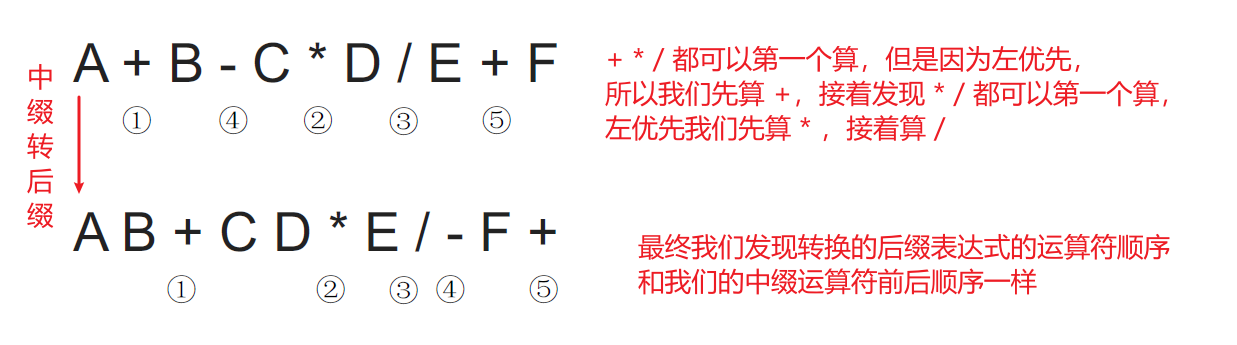 中缀转后缀
A + B - C * D / E + F
① ④ ② ③ ⑤
+ * / 都可以第一个算，但是因为左优先，
所以我们先算 +，接着发现 * / 都可以第一个算，
左优先我们先算 * ，接着算 /
A B + C D * E / - F +
① ② ③ ④ ⑤
最终我们发现转换的后缀表达式的运算符顺序
和我们的中缀运算符前后顺序一样